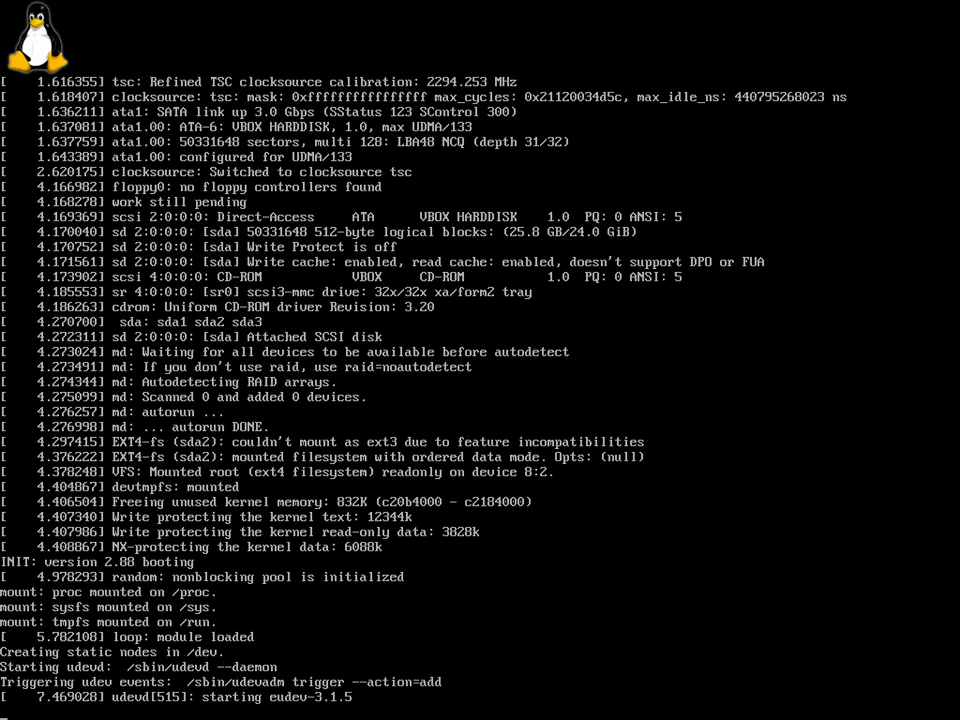 [    1.616355] tsc: Refined TSC clocksource calibration: 2294.253 MHz
[    1.618407] clocksource: tsc: mask: 0xffffffffffffffff max_cycles: 0x21120034d5c, max_idle_ns: 440795268023 ns
[    1.636211] ata1: SATA link up 3.0 Gbps (SStatus 123 SControl 300)
[    1.637081] ata1.00: ATA-6: VBOX HARDDISK, 1.0, max UDMA/133
[    1.637759] ata1.00: 50331648 sectors, multi 128: LBA48 NCQ (depth 31/32)
[    1.643389] ata1.00: configured for UDMA/133
[    2.620175] clocksource: Switched to clocksource tsc
[    4.166982] floppy0: no floppy controllers found
[    4.168278] work still pending
[    4.169369] scsi 2:0:0:0: Direct-Access     ATA      VBOX HARDDISK    1.0  PQ: 0 ANSI: 5
[    4.170040] sd 2:0:0:0: [sda] 50331648 512-byte logical blocks: (25.8 GB/24.0 GiB)
[    4.170752] sd 2:0:0:0: [sda] Write Protect is off
[    4.171561] sd 2:0:0:0: [sda] Write cache: enabled, read cache: enabled, doesn't support DPO or FUA
[    4.173902] scsi 4:0:0:0: CD-ROM            VBOX     CD-ROM           1.0  PQ: 0 ANSI: 5
[    4.185553] sr 4:0:0:0: [sr0] scsi3-mmc drive: 32x/32x xa/form2 tray
[    4.186263] cdrom: Uniform CD-ROM driver Revision: 3.20
[    4.270700]  sda: sda1 sda2 sda3
[    4.272311] sd 2:0:0:0: [sda] Attached SCSI disk
[    4.273024] md: Waiting for all devices to be available before autodetect
[    4.273491] md: If you don't use raid, use raid=noautodetect
[    4.274344] md: Autodetecting RAID arrays.
[    4.275099] md: Scanned 0 and added 0 devices.
[    4.276257] md: autorun ...
[    4.276998] md: ... autorun DONE.
[    4.297415] EXT4-fs (sda2): couldn't mount as ext3 due to feature incompatibilities
[    4.376222] EXT4-fs (sda2): mounted filesystem with ordered data mode. Opts: (null)
[    4.378248] VFS: Mounted root (ext4 filesystem) readonly on device 8:2.
[    4.404867] devtmpfs: mounted
[    4.406504] Freeing unused kernel memory: 832K (c20b4000 - c2184000)
[    4.407340] Write protecting the kernel text: 12344k
[    4.407986] Write protecting the kernel read-only data: 3828k
[    4.408867] NX-protecting the kernel data: 6088k
INIT: version 2.88 booting
[    4.978293] random: nonblocking pool is initialized
mount: proc mounted on /proc.
mount: sysfs mounted on /sys.
mount: tmpfs mounted on /run.
[    5.782108] loop: module loaded
Creating static nodes in /dev.
Starting udevd:  /sbin/udevd --daemon
Triggering udev events:  /sbin/udevadm trigger --action=add
[    7.469028] udevd[515]: starting eudev-3.1.5